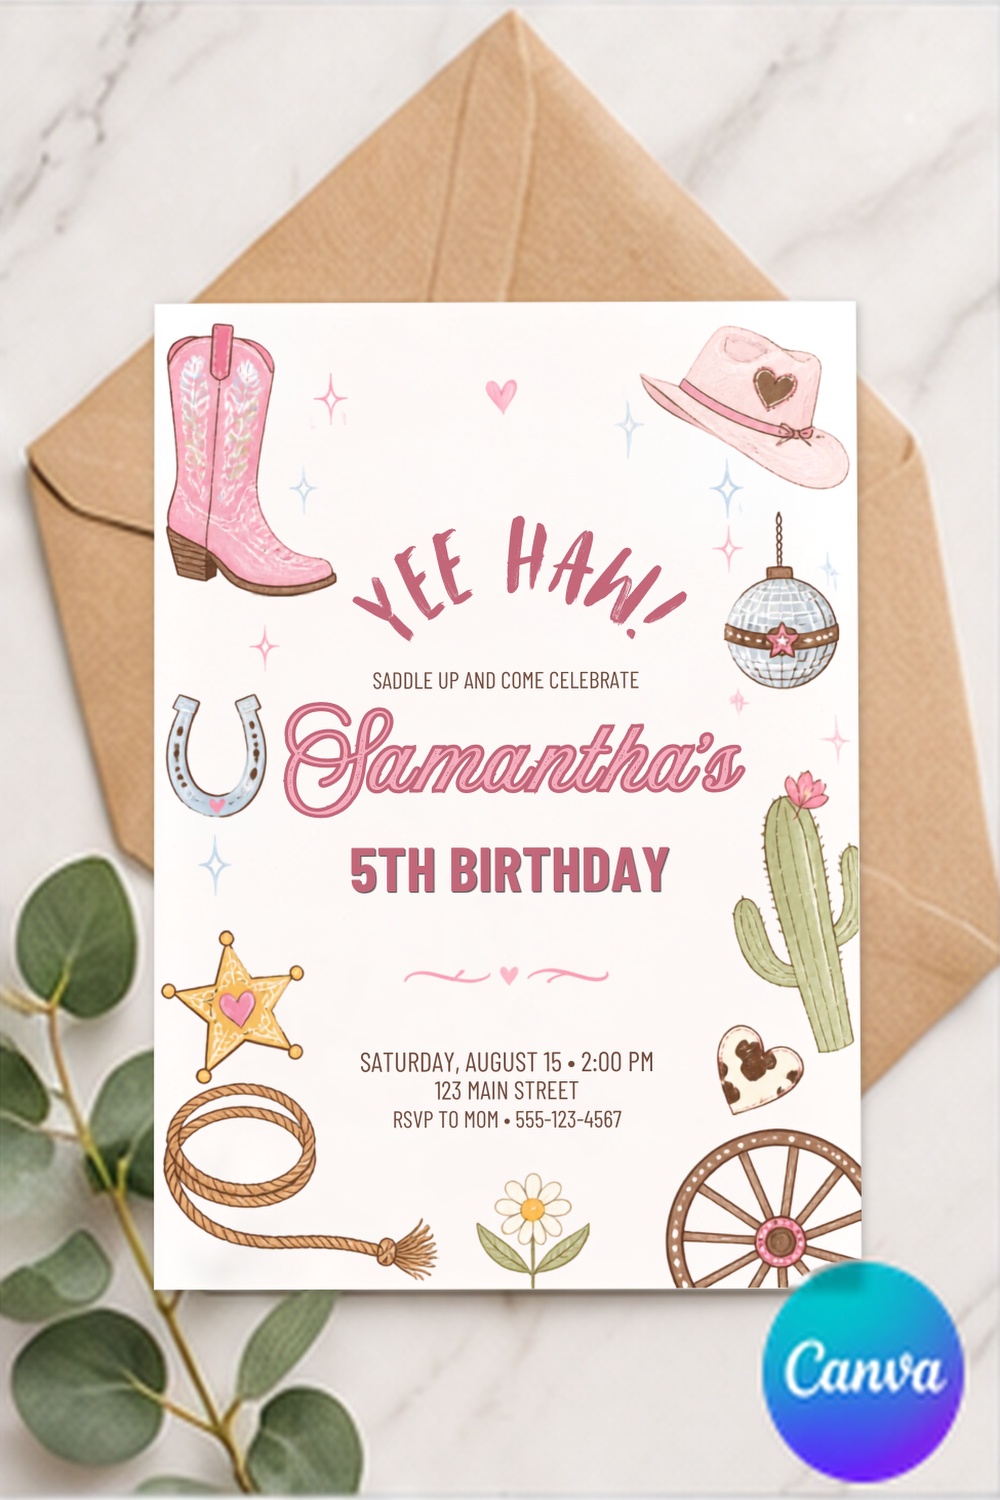 YEE HAW!
SADDLE UP AND COME CELEBRATE
Samantha's
5TH BIRTHDAY
SATURDAY, AUGUST 15 • 2:00 PM
123 MAIN STREET
RSVP TO MOM • 555-123-4567
Canva